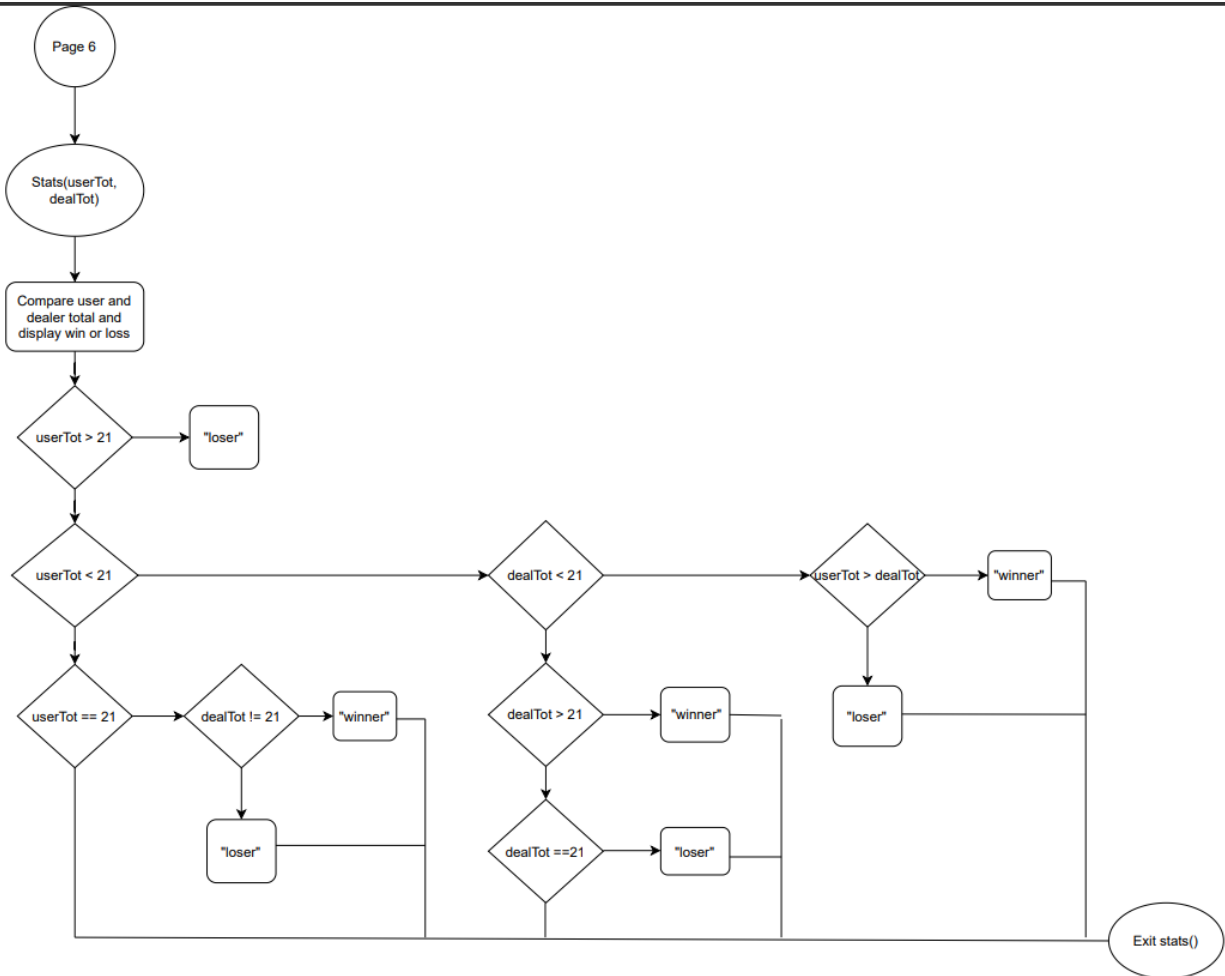 Page 6
Stats(userTot,
dealTot)
Compare user and
dealer total and
display win or loss
userTot > 21
"loser"
userTot < 21
dealTot < 21
userTot > dealTot
"winner"
userTot == 21
dealTot != 21
"winner"
dealTot > 21
"winner"
"loser"
"loser"
dealTot ==21
"loser"
Exit stats()